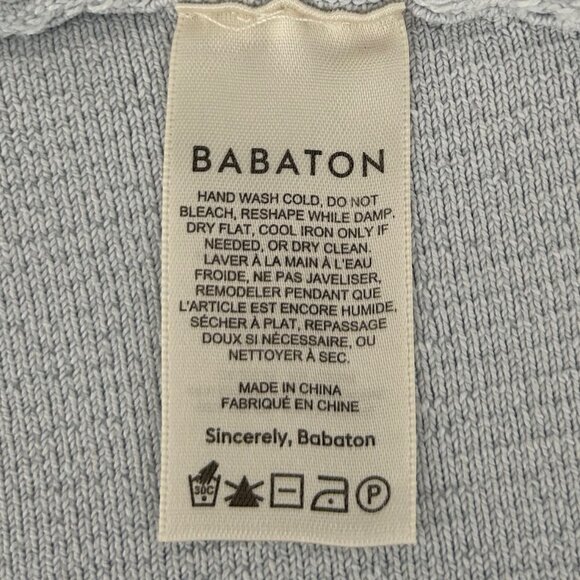 BABATON
HAND WASH COLD, DO NOT
BLEACH, RESHAPE WHILE DAMP.
DRY FLAT, COOL IRON ONLY IF
NEEDED, OR DRY CLEAN.
LAVER À LA MAIN À L'EAU
FROIDE, NE PAS JAVELISER,
REMODELER PENDANT QUE
L'ARTICLE EST ENCORE HUMIDE,
SÉCHER À PLAT, REPASSAGE
DOUX SI NÉCESSAIRE, OU
NETTOYER À SEC.
MADE IN CHINA
FABRIQUÉ EN CHINE
Sincerely, Babaton
30C P